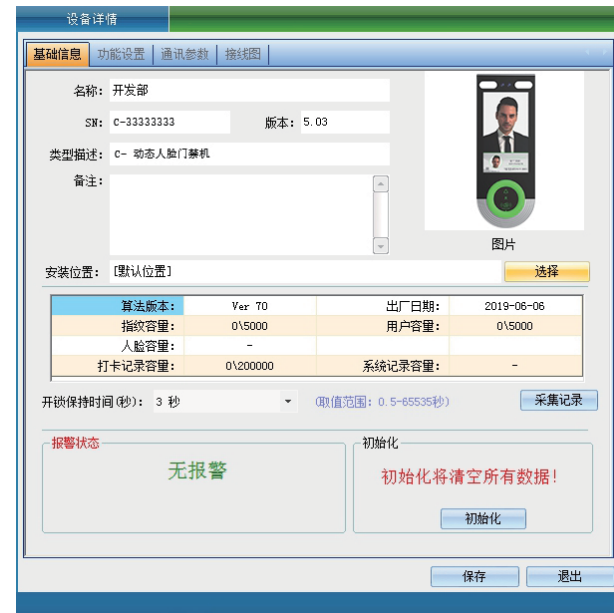 设备详情
基础信息 功能设置 通讯参数 接线图
名称: 开发部
SN: C-33333333 版本: 5.03
类型描述: C- 动态人脸门禁机
备注:
图片
安装位置: [默认位置] 选择
算法版本: Ver 70 出厂日期: 2019-06-06
指纹容量: 0\5000 用户容量: 0\5000
人脸容量: -
打卡记录容量: 0\200000 系统记录容量: -
开锁保持时间(秒): 3 秒 (取值范围: 0.5-65535秒) 采集记录
报警状态 初始化
无报警 初始化将清空所有数据!
初始化
保存 退出